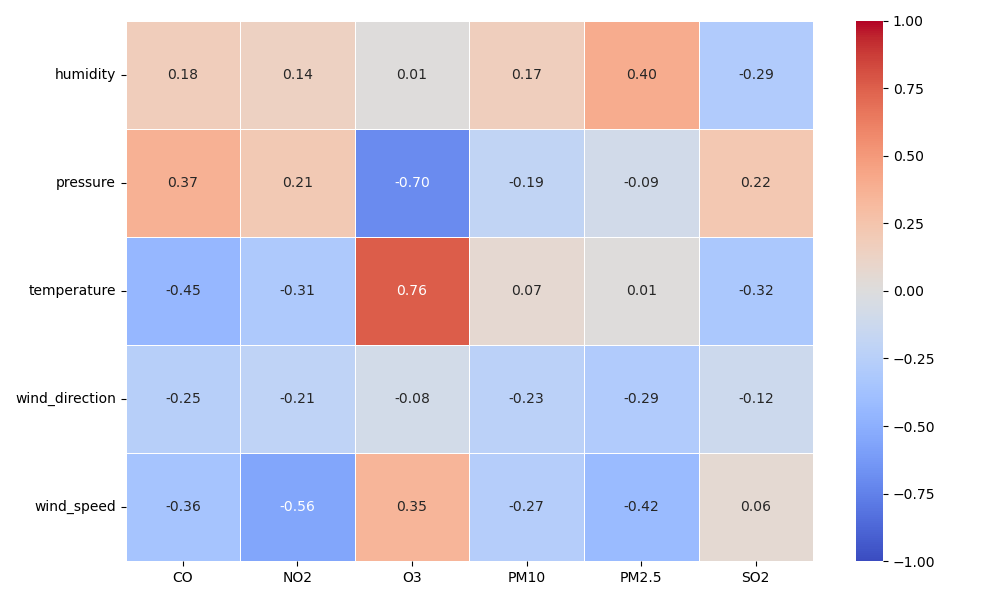 humidity 0.18 0.14 0.01 0.17 0.40 -0.29
pressure 0.37 0.21 -0.70 -0.19 -0.09 0.22
temperature -0.45 -0.31 0.76 0.07 0.01 -0.32
wind_direction -0.25 -0.21 -0.08 -0.23 -0.29 -0.12
wind_speed -0.36 -0.56 0.35 -0.27 -0.42 0.06
CO NO2 O3 PM10 PM2.5 SO2
1.00
0.75
0.50
0.25
0.00
−0.25
−0.50
−0.75
−1.00